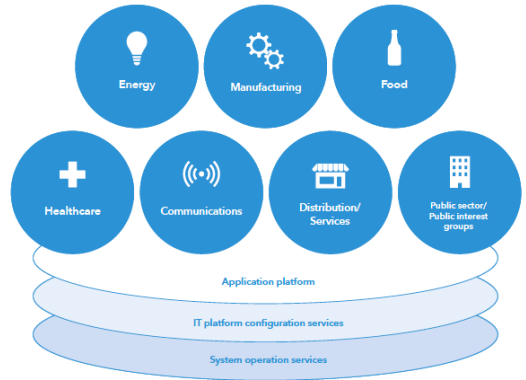 Energy
Manufacturing
Food
Healthcare
Communications
Distribution/
Services
Public sector/
Public interest
groups
Application platform
IT platform configuration services
System operation services